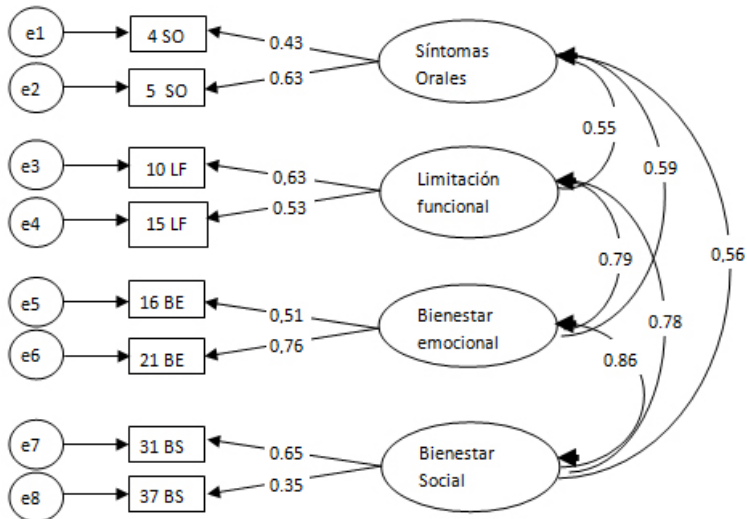 e1
4 SO
0.43
Síntomas
Orales
e2
5 SO
0.63
0.55
e3
10 LF
0,63
Limitación
funcional
0.59
e4
15 LF
0.53
0.79
0,56
e5
16 BE
0,51
Bienestar
emocional
0.78
e6
21 BE
0,76
0.86
e7
31 BS
0.65
Bienestar
Social
e8
37 BS
0.35